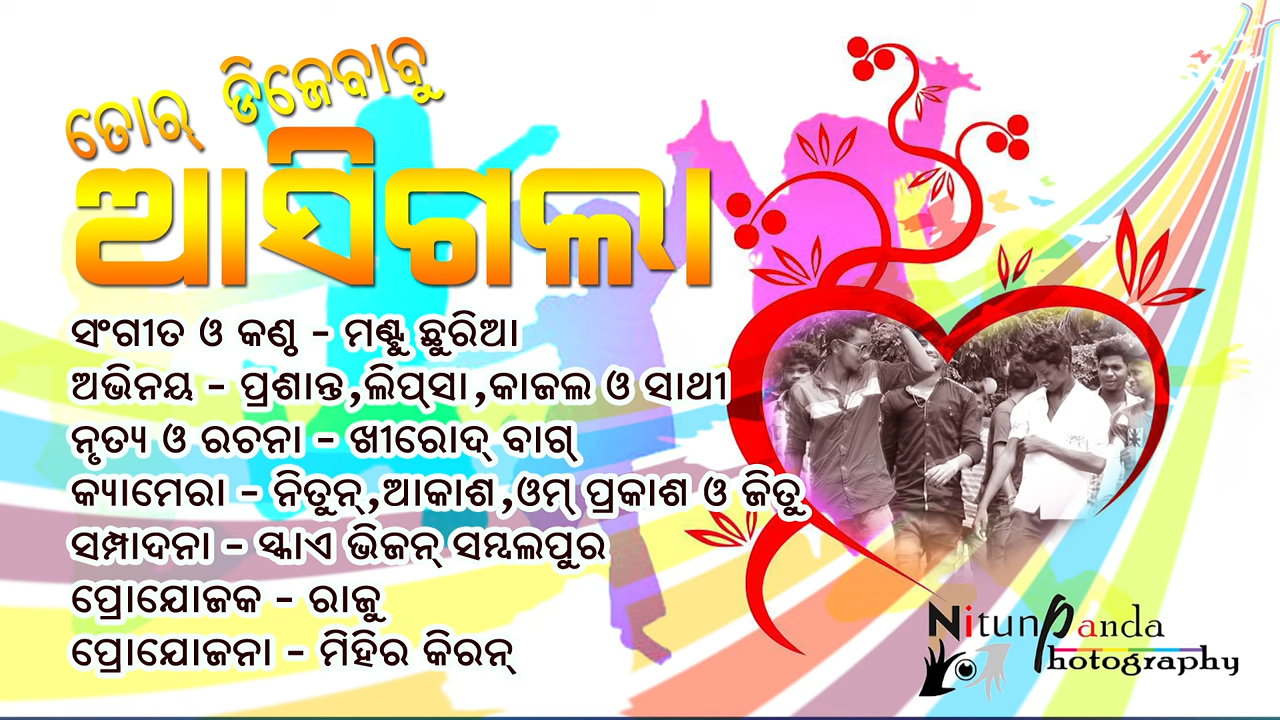 ତୋର୍ ଡିଜେବାବୁ
ଆସିଗଲା
ସଂଗୀତ ଓ କଣ୍ଠ - ମଣ୍ଟୁ ଛୁରିଆ
ଅଭିନୟ - ପ୍ରଶାନ୍ତ,ଲିପ୍‌ସା,କାଜଲ ଓ ସାଥୀ
ନୃତ୍ୟ ଓ ରଚନା - ଖୀରୋଦ୍ ବାଗ୍
କ୍ୟାମେରା - ନିତୁନ୍,ଆକାଶ,ଓମ୍ ପ୍ରକାଶ ଓ ଜିତୁ
ସମ୍ପାଦନା - ସ୍କାଏ ଭିଜନ୍ ସମ୍ବଲପୁର
ପ୍ରୋଯୋଜକ - ରାଜୁ
ପ୍ରୋଯୋଜନା - ମିହିର କିରନ୍
Nitun Panda
Photography